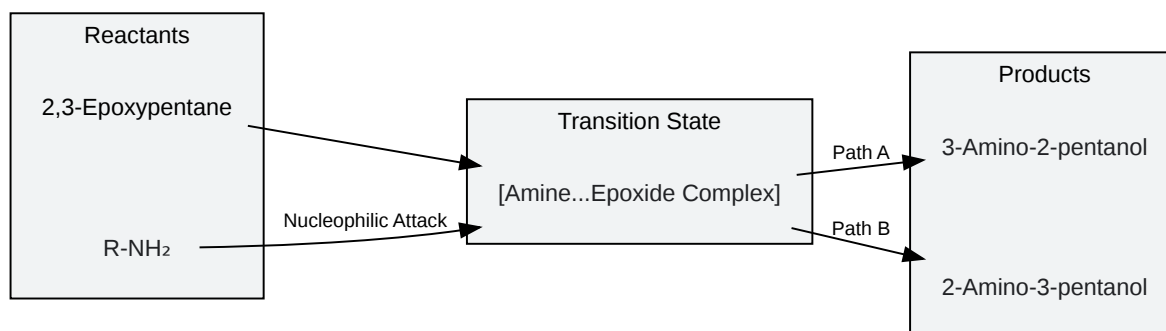 Reactants
2,3-Epoxypentane
R-NH₂
Nucleophilic Attack
Transition State
[Amine...Epoxide Complex]
Path A
Path B
Products
3-Amino-2-pentanol
2-Amino-3-pentanol